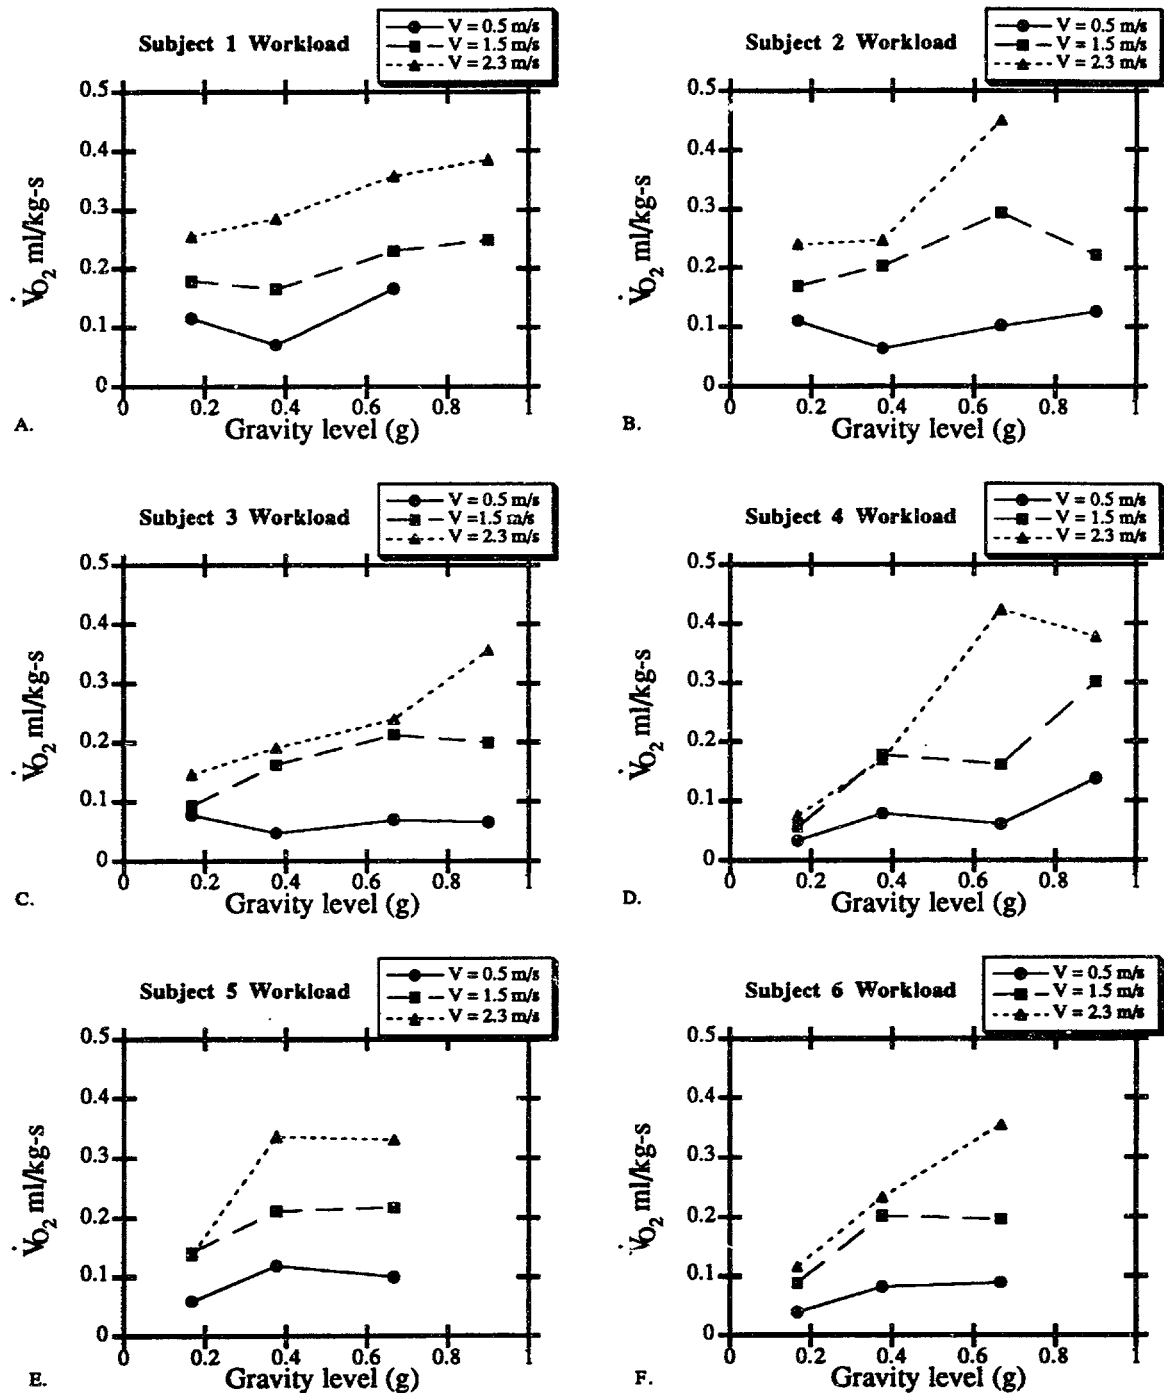 Subject 1 Workload
V = 0.5 m/s
V = 1.5 m/s
V = 2.3 m/s
0.5
0.4
0.3
0.2
0.1
0
V̇O2 ml/kg-s
0 0.2 0.4 0.6 0.8 1
Gravity level (g)
A.
Subject 2 Workload
V = 0.5 m/s
V = 1.5 m/s
V = 2.3 m/s
0.5
0.4
0.3
0.2
0.1
0
V̇O2 ml/kg-s
0 0.2 0.4 0.6 0.8 1
Gravity level (g)
B.
Subject 3 Workload
V = 0.5 m/s
V =1.5 m/s
V = 2.3 m/s
0.5
0.4
0.3
0.2
0.1
0
V̇O2 ml/kg-s
0 0.2 0.4 0.6 0.8 1
Gravity level (g)
C.
Subject 4 Workload
V = 0.5 m/s
V = 1.5 m/s
V = 2.3 m/s
0.5
0.4
0.3
0.2
0.1
0
V̇O2 ml/kg-s
0 0.2 0.4 0.6 0.8 1
Gravity level (g)
D.
Subject 5 Workload
V = 0.5 m/s
V = 1.5 m/s
V = 2.3 m/s
0.5
0.4
0.3
0.2
0.1
0
V̇O2 ml/kg-s
0 0.2 0.4 0.6 0.8 1
Gravity level (g)
E.
Subject 6 Workload
V = 0.5 m/s
V = 1.5 m/s
V = 2.3 m/s
0.5
0.4
0.3
0.2
0.1
0
V̇O2 ml/kg-s
0 0.2 0.4 0.6 0.8 1
Gravity level (g)
F.